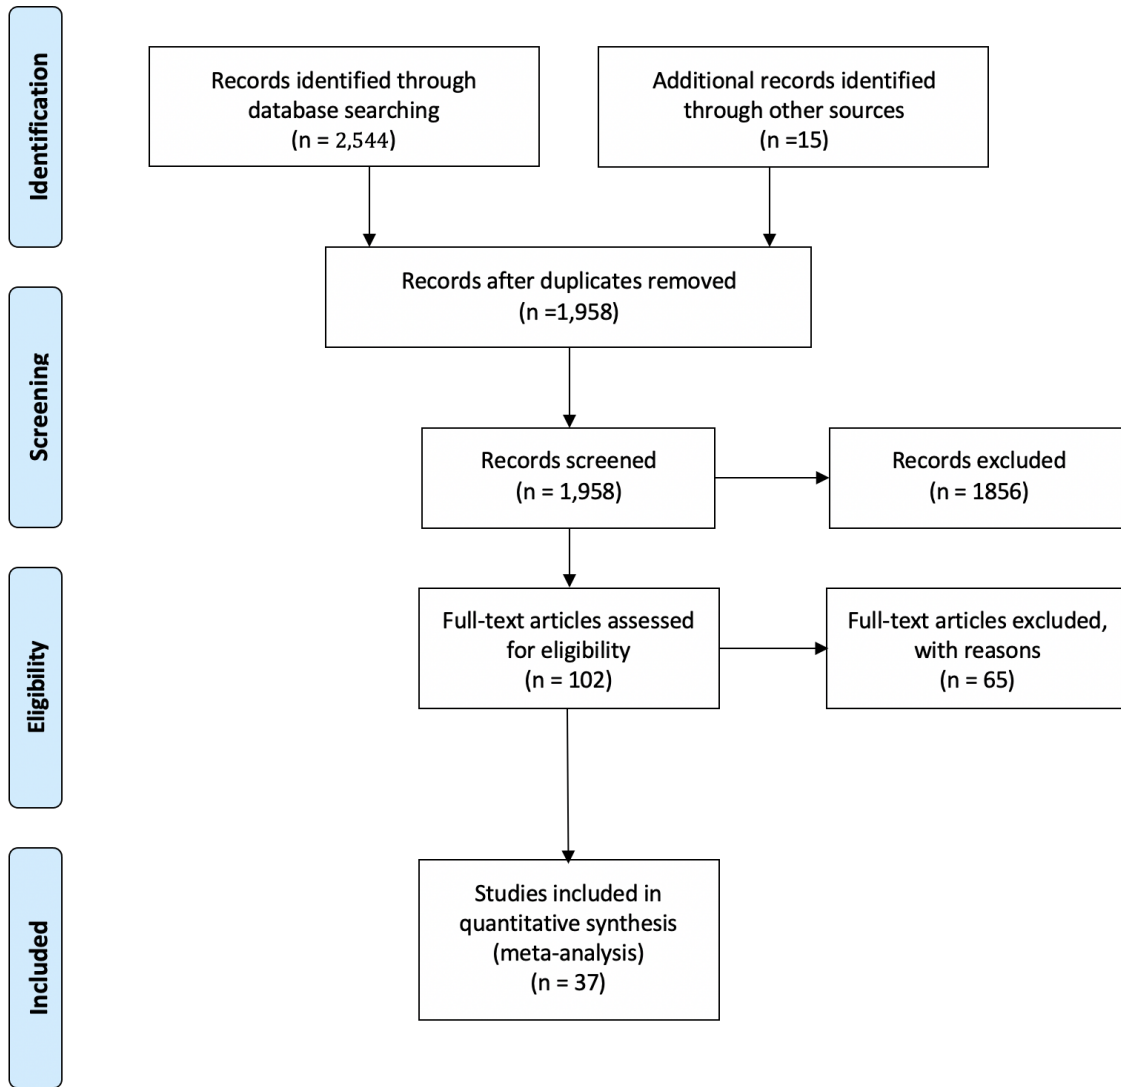 Identification
Records identified through
database searching
(n = 2,544)
Additional records identified
through other sources
(n =15)
Records after duplicates removed
(n =1,958)
Screening
Records screened
(n = 1,958)
Records excluded
(n = 1856)
Eligibility
Full-text articles assessed
for eligibility
(n = 102)
Full-text articles excluded,
with reasons
(n = 65)
Included
Studies included in
quantitative synthesis
(meta-analysis)
(n = 37)